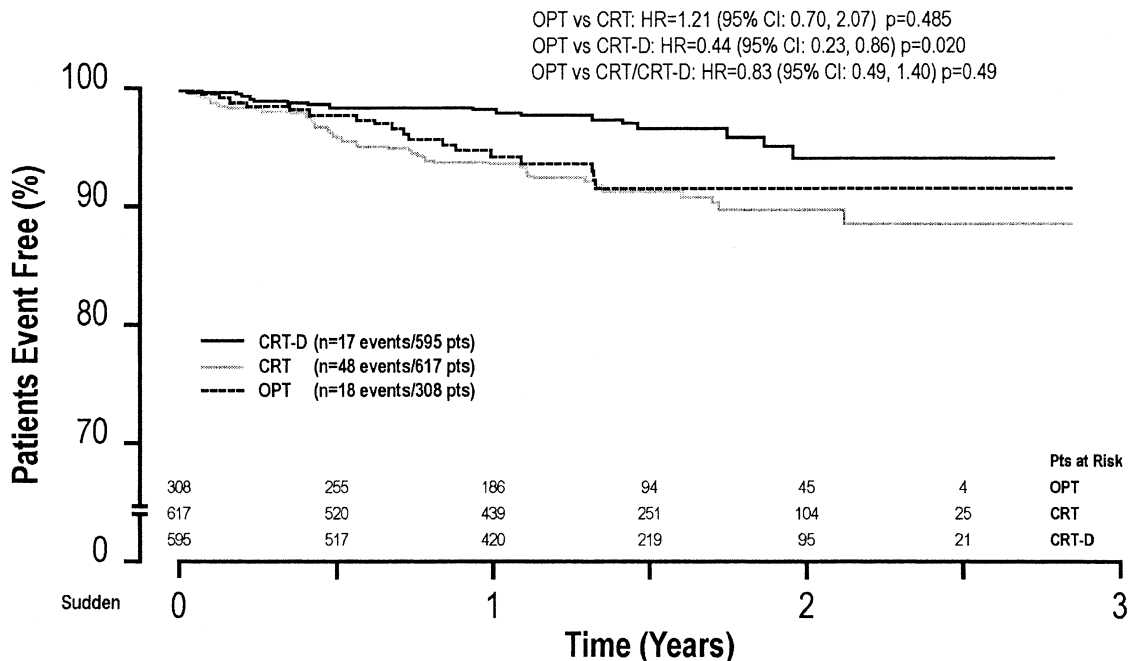 OPT vs CRT: HR=1.21 (95% CI: 0.70, 2.07) p=0.485
OPT vs CRT-D: HR=0.44 (95% CI: 0.23, 0.86) p=0.020
OPT vs CRT/CRT-D: HR=0.83 (95% CI: 0.49, 1.40) p=0.49
Patients Event Free (%)
100
90
80
70
0
CRT-D (n=17 events/595 pts)
CRT (n=48 events/617 pts)
OPT (n=18 events/308 pts)
Pts at Risk
308 255 186 94 45 4 OPT
617 520 439 251 104 25 CRT
595 517 420 219 95 21 CRT-D
Sudden
0 1 2 3
Time (Years)